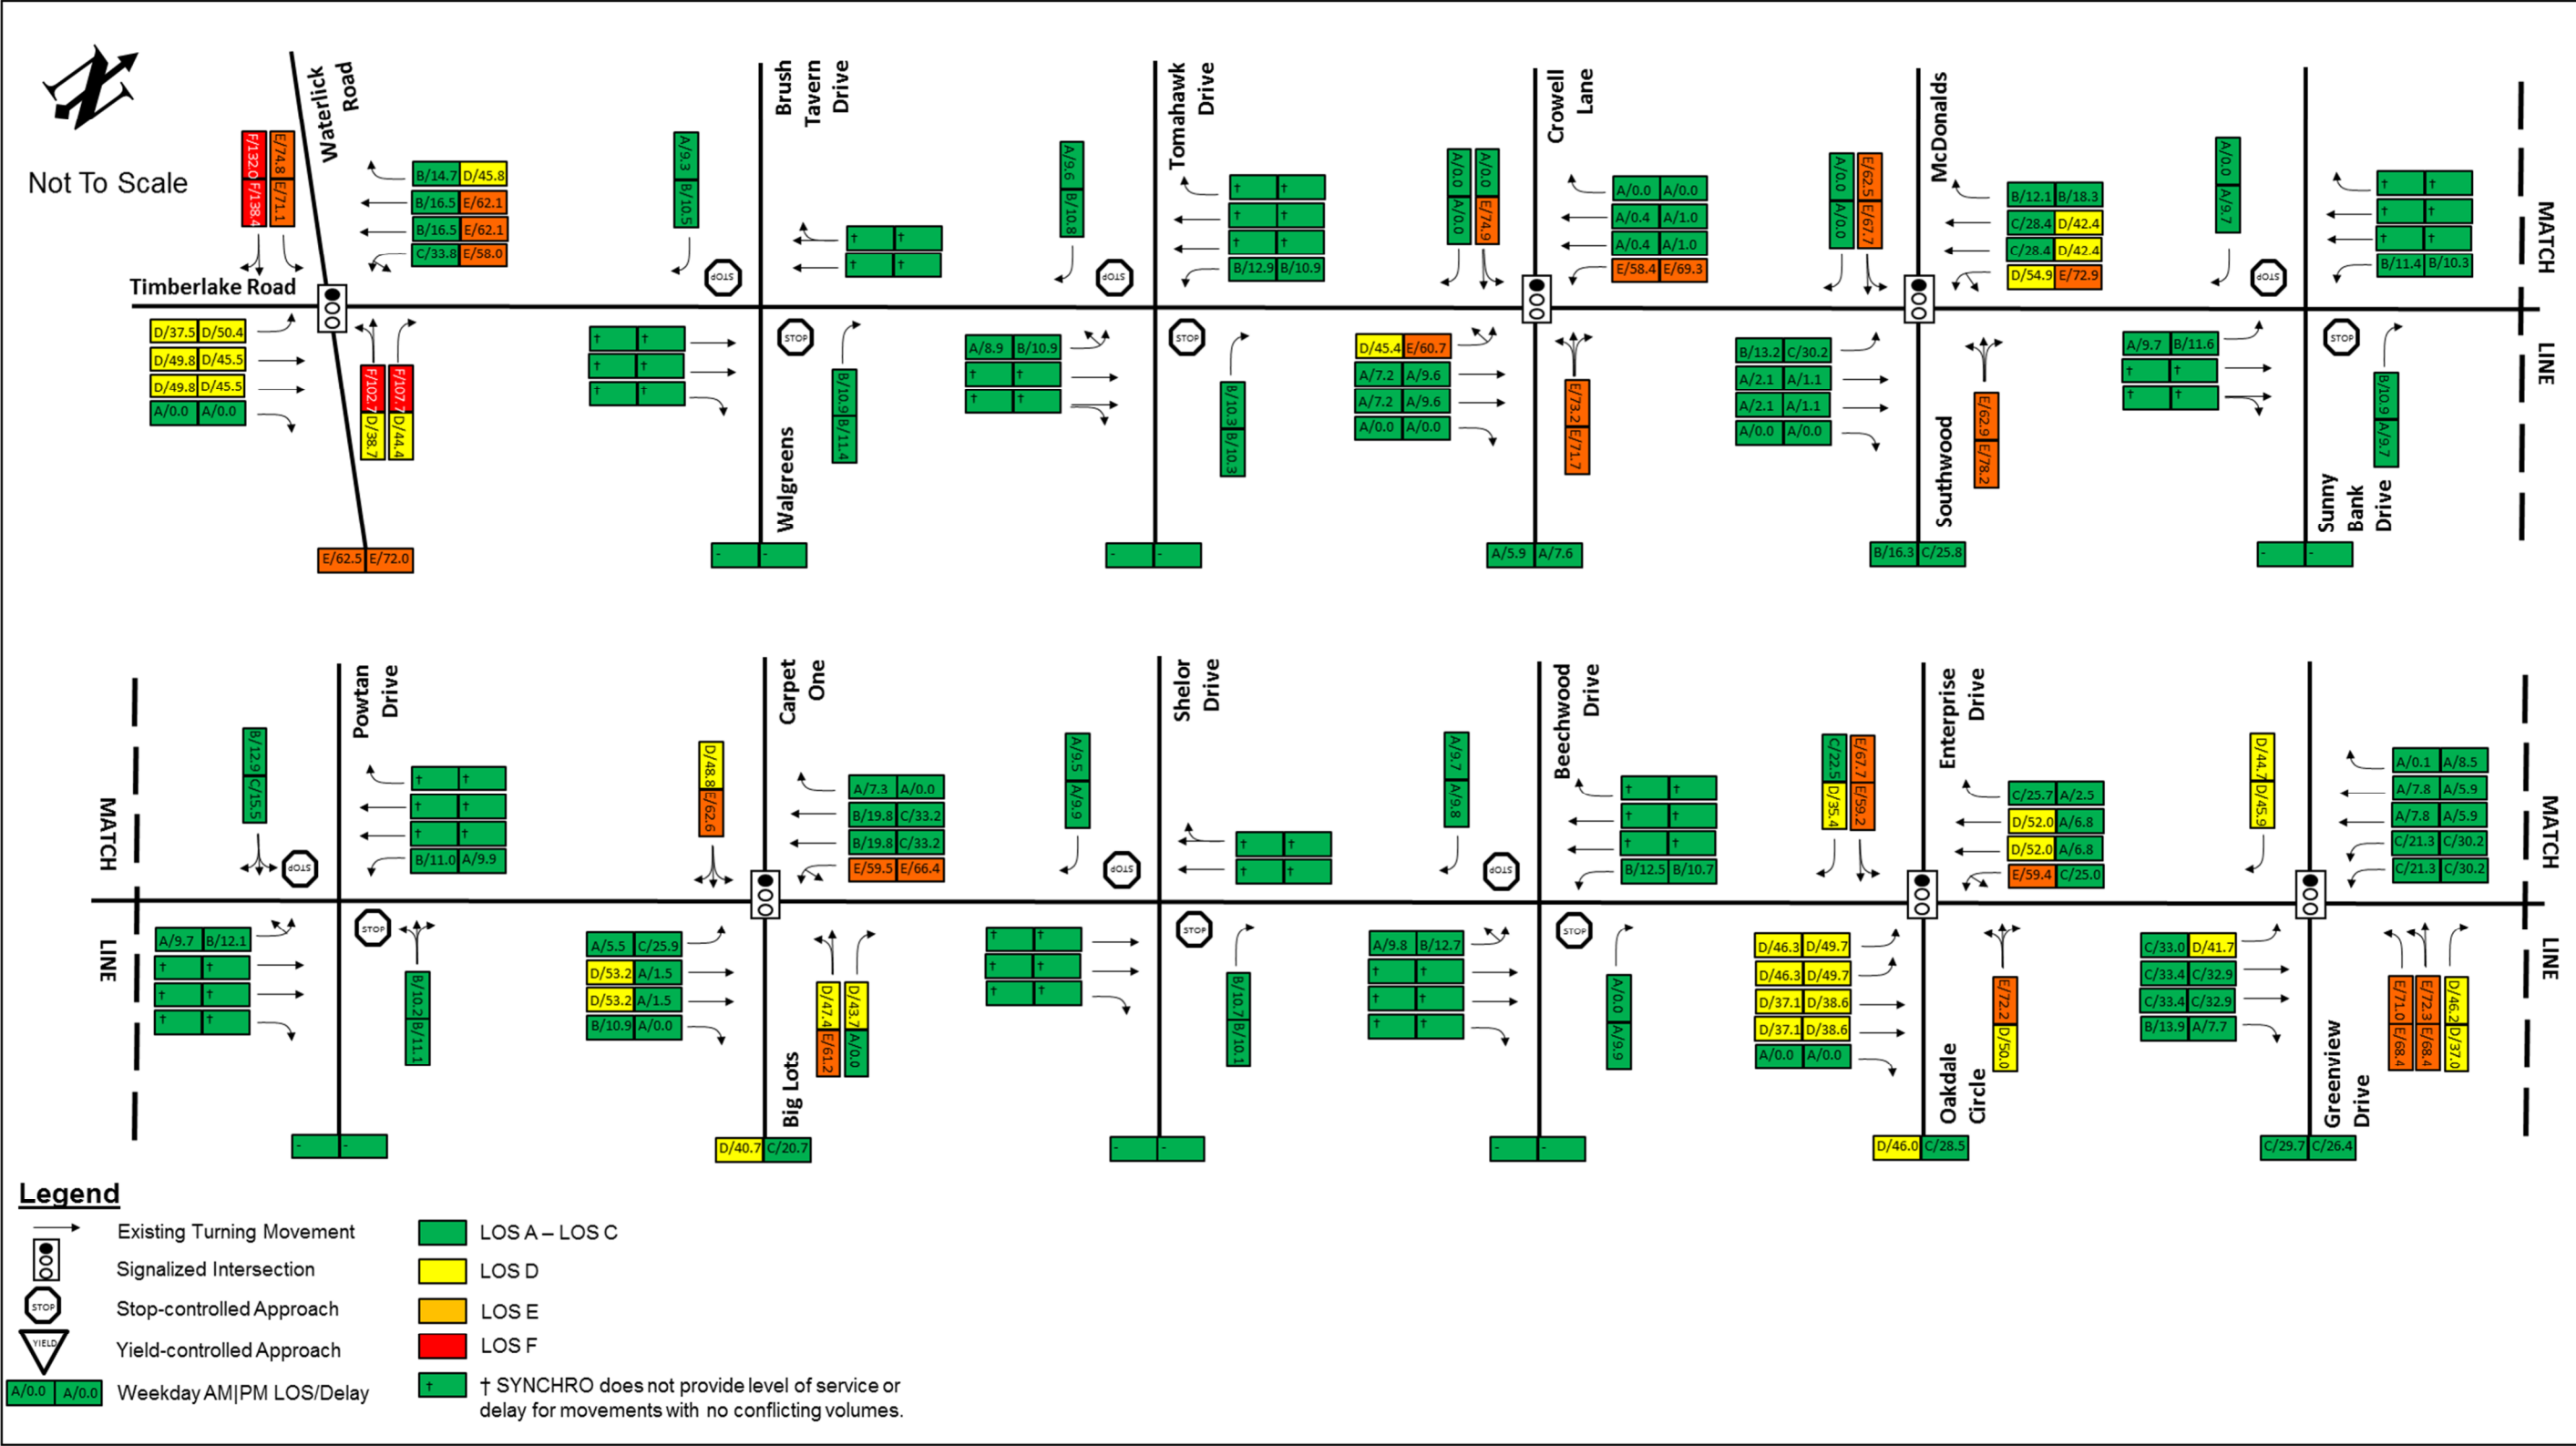 Not To Scale
Waterlick
Road
F/132.0 F/138.4
E/74.8 E/71.1
B/14.7 D/45.8
B/16.5 E/62.1
B/16.5 E/62.1
C/33.8 E/58.0
Timberlake Road
D/37.5 D/50.4
D/49.8 D/45.5
D/49.8 D/45.5
A/0.0 A/0.0
F/102.7 D/38.7
F/107.7 D/44.4
E/62.5 E/72.0
Brush
Tavern
Drive
A/9.3 B/10.5
STOP
† †
† †
† †
† †
† †
STOP
B/10.9 B/11.4
Walgreens
- -
Tomahawk
Drive
A/9.6 B/10.8
STOP
† †
† †
† †
B/12.9 B/10.9
A/8.9 B/10.9
† †
† †
STOP
B/10.3 B/10.3
- -
Crowell
Lane
A/0.0 A/0.0
A/0.0 E/74.9
A/0.0 A/0.0
A/0.4 A/1.0
A/0.4 A/1.0
E/58.4 E/69.3
D/45.4 E/60.7
A/7.2 A/9.6
A/7.2 A/9.6
A/0.0 A/0.0
E/73.2 E/71.7
A/5.9 A/7.6
McDonalds
A/0.0 A/0.0
E/62.5 E/67.7
B/12.1 B/18.3
C/28.4 D/42.4
C/28.4 D/42.4
D/54.9 E/72.9
B/13.2 C/30.2
A/2.1 A/1.1
A/2.1 A/1.1
A/0.0 A/0.0
E/62.9 E/78.2
Southwood
B/16.3 C/25.8
A/0.0 A/9.7
STOP
† †
† †
† †
B/11.4 B/10.3
A/9.7 B/11.6
† †
† †
STOP
B/10.9 A/9.7
Sunny
Bank
Drive
- -
MATCH
LINE
MATCH
LINE
Powtan
Drive
B/12.9 C/15.5
STOP
† †
† †
† †
B/11.0 A/9.9
A/9.7 B/12.1
† †
† †
† †
STOP
B/10.2 B/11.1
- -
Carpet
One
D/48.8 E/62.6
A/7.3 A/0.0
B/19.8 C/33.2
B/19.8 C/33.2
E/59.5 E/66.4
A/5.5 C/25.9
D/53.2 A/1.5
D/53.2 A/1.5
B/10.9 A/0.0
D/47.4 E/61.2
D/43.7 A/0.0
Big Lots
D/40.7 C/20.7
Shelor
Drive
A/9.5 A/9.9
STOP
† †
† †
† †
† †
† †
STOP
B/10.7 B/10.1
- -
Beechwood
Drive
A/9.7 A/9.8
STOP
† †
† †
† †
B/12.5 B/10.7
A/9.8 B/12.7
† †
† †
† †
STOP
A/0.0 A/9.9
- -
Enterprise
Drive
C/22.5 D/35.4
E/67.7 E/59.2
C/25.7 A/2.5
D/52.0 A/6.8
D/52.0 A/6.8
E/59.4 C/25.0
D/46.3 D/49.7
D/46.3 D/49.7
D/37.1 D/38.6
D/37.1 D/38.6
A/0.0 A/0.0
E/72.2 D/50.0
Oakdale
Circle
D/46.0 C/28.5
D/44.7 D/45.9
A/0.1 A/8.5
A/7.8 A/5.9
A/7.8 A/5.9
C/21.3 C/30.2
C/21.3 C/30.2
C/33.0 D/41.7
C/33.4 C/32.9
C/33.4 C/32.9
B/13.9 A/7.7
E/71.0 E/68.4
E/72.3 E/68.4
D/46.2 D/37.0
Greenview
Drive
C/29.7 C/26.4
MATCH
LINE
Legend
Existing Turning Movement
Signalized Intersection
STOP
Stop-controlled Approach
YIELD
Yield-controlled Approach
A/0.0 A/0.0
Weekday AM|PM LOS/Delay
LOS A – LOS C
LOS D
LOS E
LOS F
†
† SYNCHRO does not provide level of service or
delay for movements with no conflicting volumes.